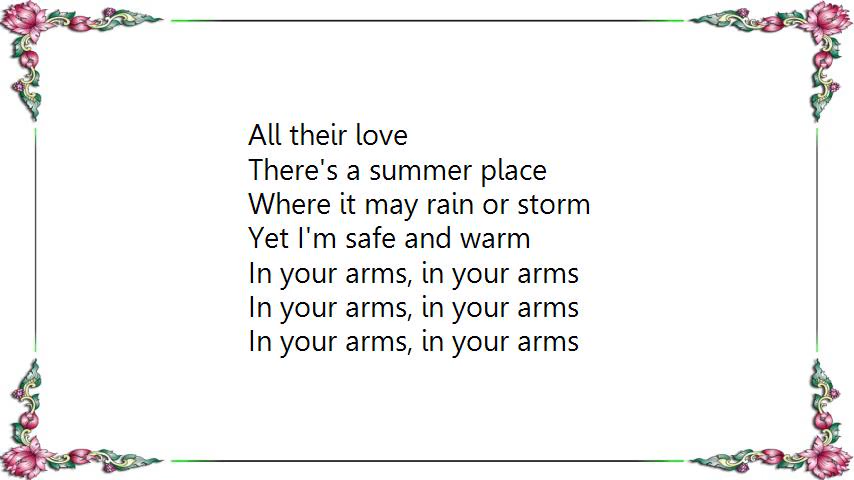 All their love
There's a summer place
Where it may rain or storm
Yet I'm safe and warm
In your arms, in your arms
In your arms, in your arms
In your arms, in your arms